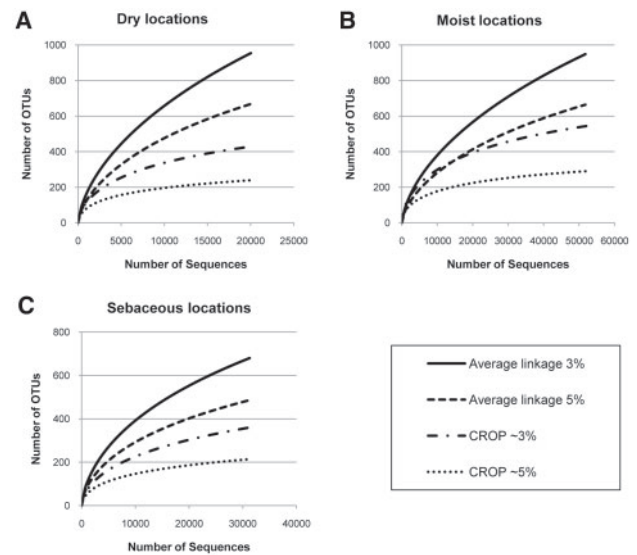 A
Dry locations
Number of OTUs
1000
800
600
400
200
0
0 5000 10000 15000 20000 25000
Number of Sequences
B
Moist locations
Number of OTUs
1000
800
600
400
200
0
0 10000 20000 30000 40000 50000 60000
Number of Sequences
C
Sebaceous locations
Number of OTUs
800
600
400
200
0
0 10000 20000 30000 40000
Number of Sequences
Average linkage 3%
Average linkage 5%
CROP ~3%
CROP ~5%